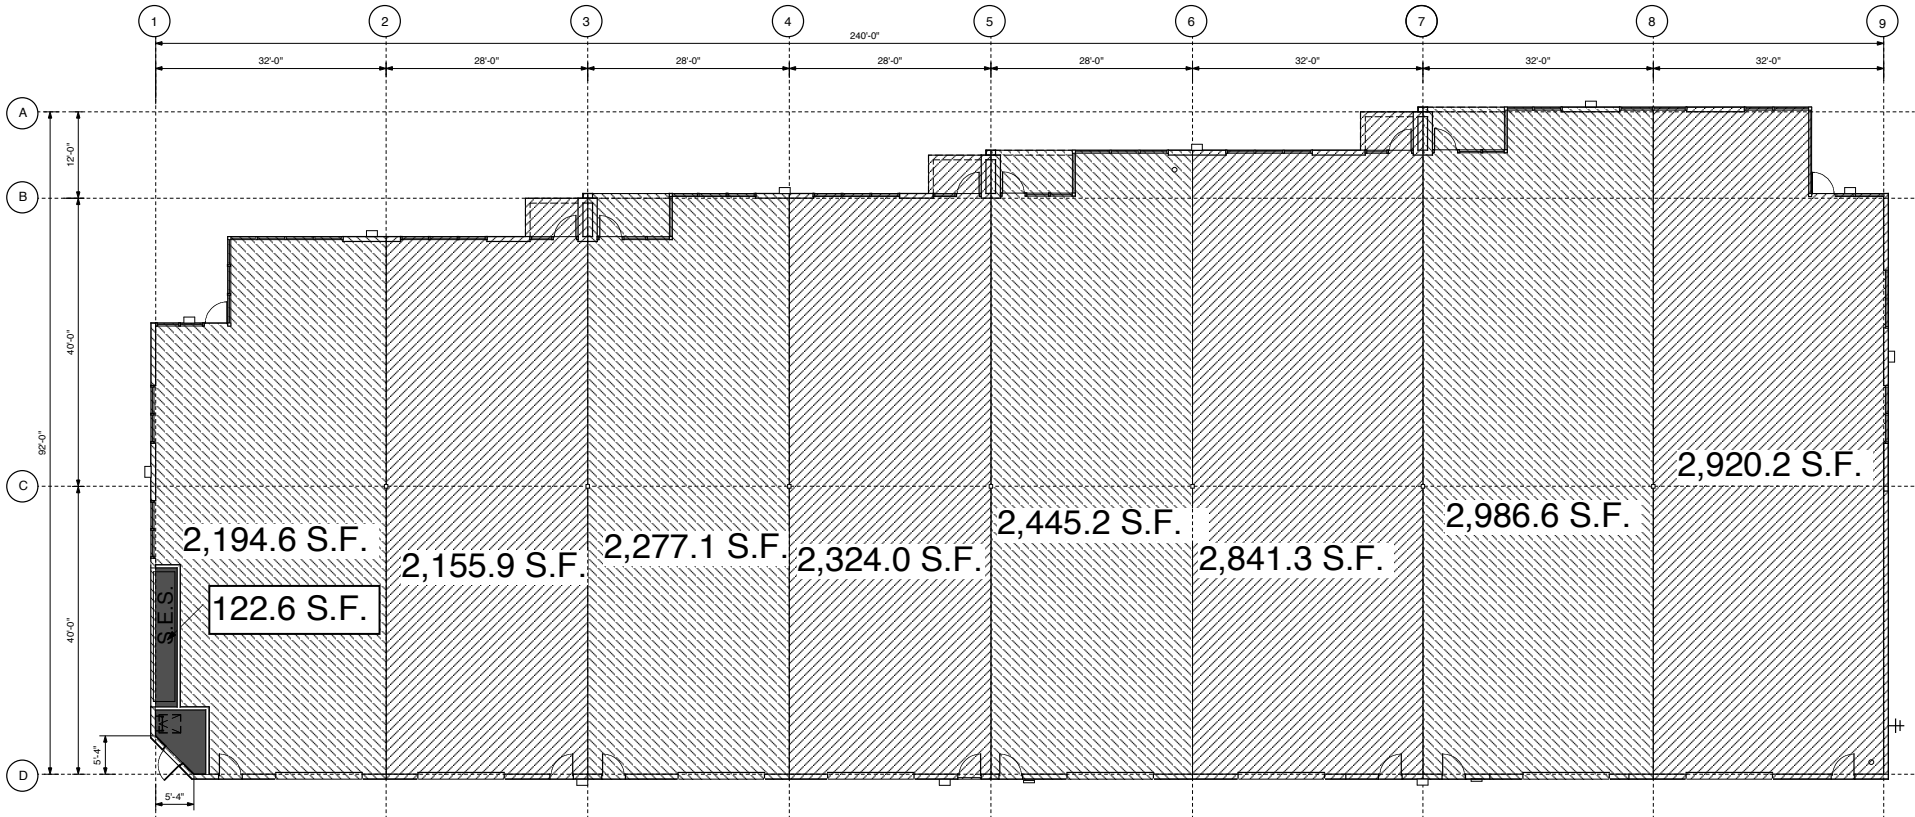 1 2 3 4 5 6 7 8 9
240'-0"
32'-0" 28'-0" 28'-0" 28'-0" 28'-0" 32'-0" 32'-0" 32'-0"
A
12'-0"
B
40'-0"
92'-0"
C
2,920.2 S.F.
2,986.6 S.F.
2,445.2 S.F.
2,194.6 S.F.
2,277.1 S.F.
2,324.0 S.F.
2,841.3 S.F.
2,155.9 S.F.
122.6 S.F.
S.E.S.
40'-0"
5'-4"
D
5'-4"